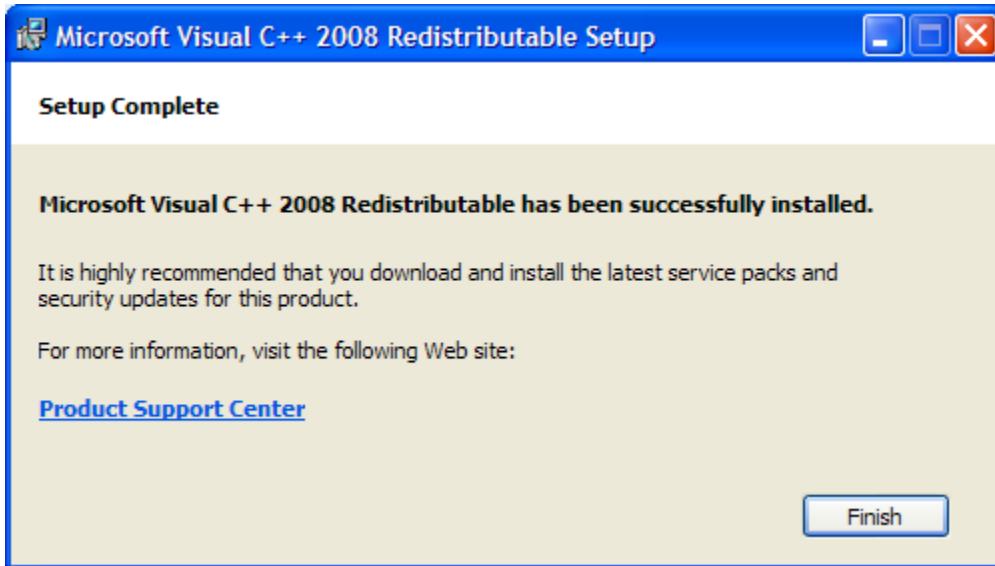 Microsoft Visual C++ 2008 Redistributable Setup
Setup Complete
Microsoft Visual C++ 2008 Redistributable has been successfully installed.
It is highly recommended that you download and install the latest service packs and
security updates for this product.
For more information, visit the following Web site:
Product Support Center
Finish